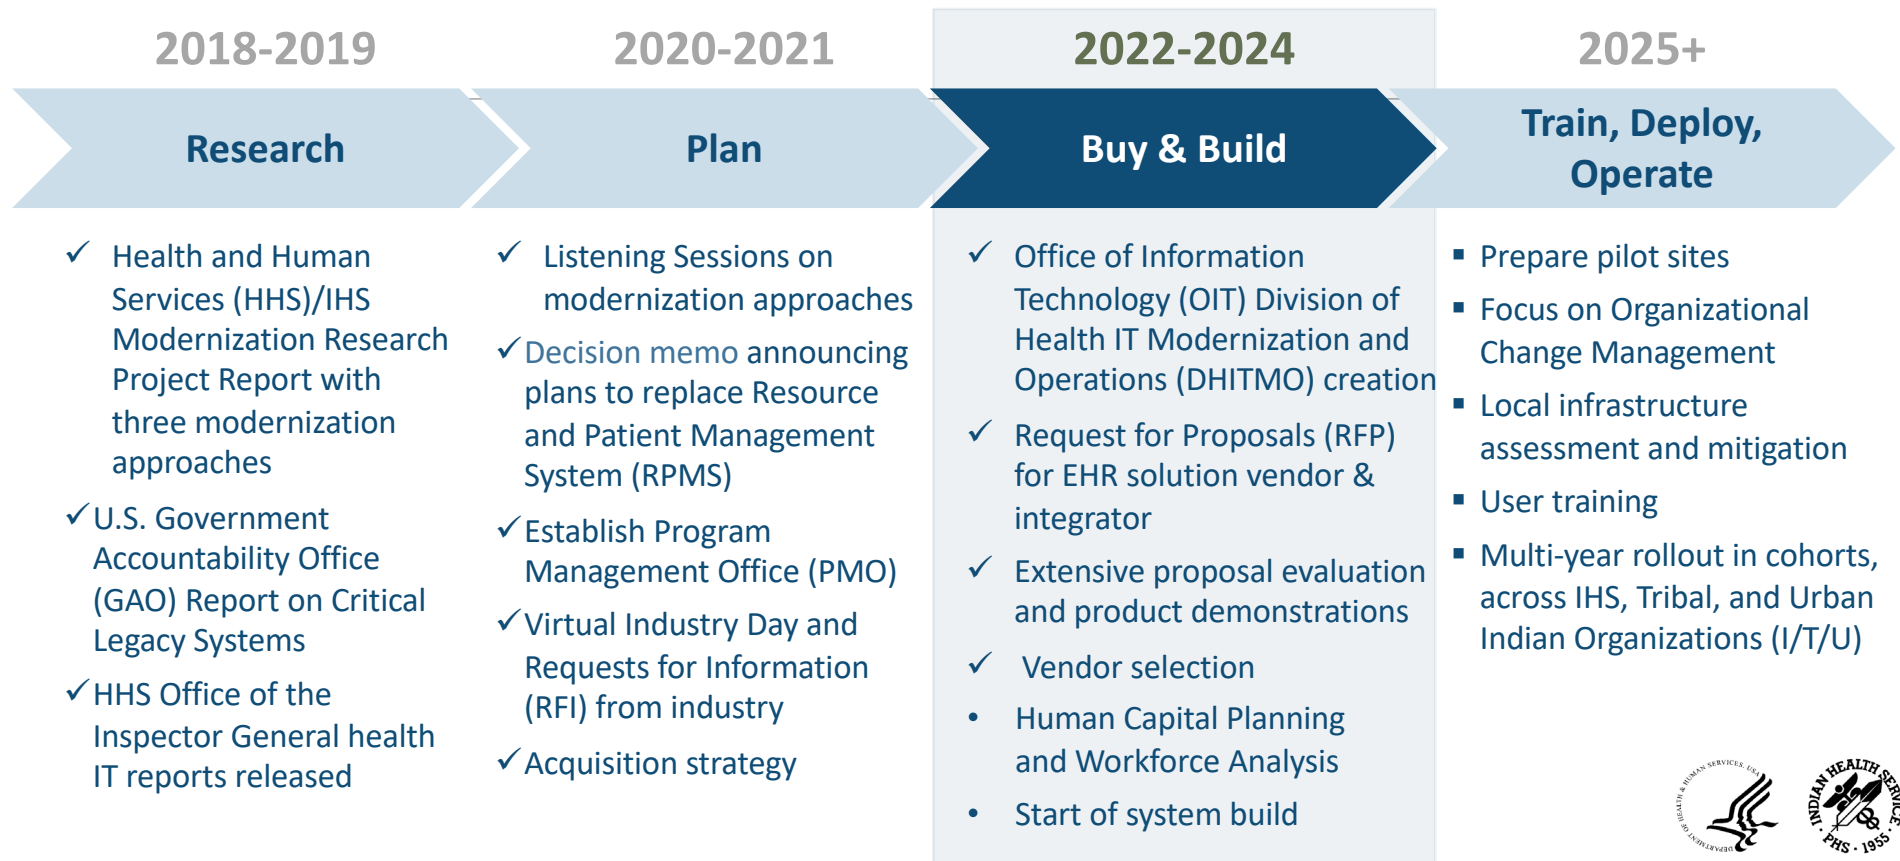 2018-2019
Research
✓ Health and Human
Services (HHS)/IHS
Modernization Research
Project Report with
three modernization
approaches
✓ U.S. Government
Accountability Office
(GAO) Report on Critical
Legacy Systems
✓ HHS Office of the
Inspector General health
IT reports released
2020-2021
Plan
✓ Listening Sessions on
modernization approaches
✓ Decision memo announcing
plans to replace Resource
and Patient Management
System (RPMS)
✓ Establish Program
Management Office (PMO)
✓ Virtual Industry Day and
Requests for Information
(RFI) from industry
✓ Acquisition strategy
2022-2024
Buy & Build
✓ Office of Information
Technology (OIT) Division of
Health IT Modernization and
Operations (DHITMO) creation
✓ Request for Proposals (RFP)
for EHR solution vendor &
integrator
✓ Extensive proposal evaluation
and product demonstrations
✓ Vendor selection
• Human Capital Planning
and Workforce Analysis
• Start of system build
2025+
Train, Deploy,
Operate
▪ Prepare pilot sites
▪ Focus on Organizational
Change Management
▪ Local infrastructure
assessment and mitigation
▪ User training
▪ Multi-year rollout in cohorts,
across IHS, Tribal, and Urban
Indian Organizations (I/T/U)
DEPARTMENT OF HEALTH & HUMAN SERVICES, USA
INDIAN HEALTH SERVICE
PHS · 1955